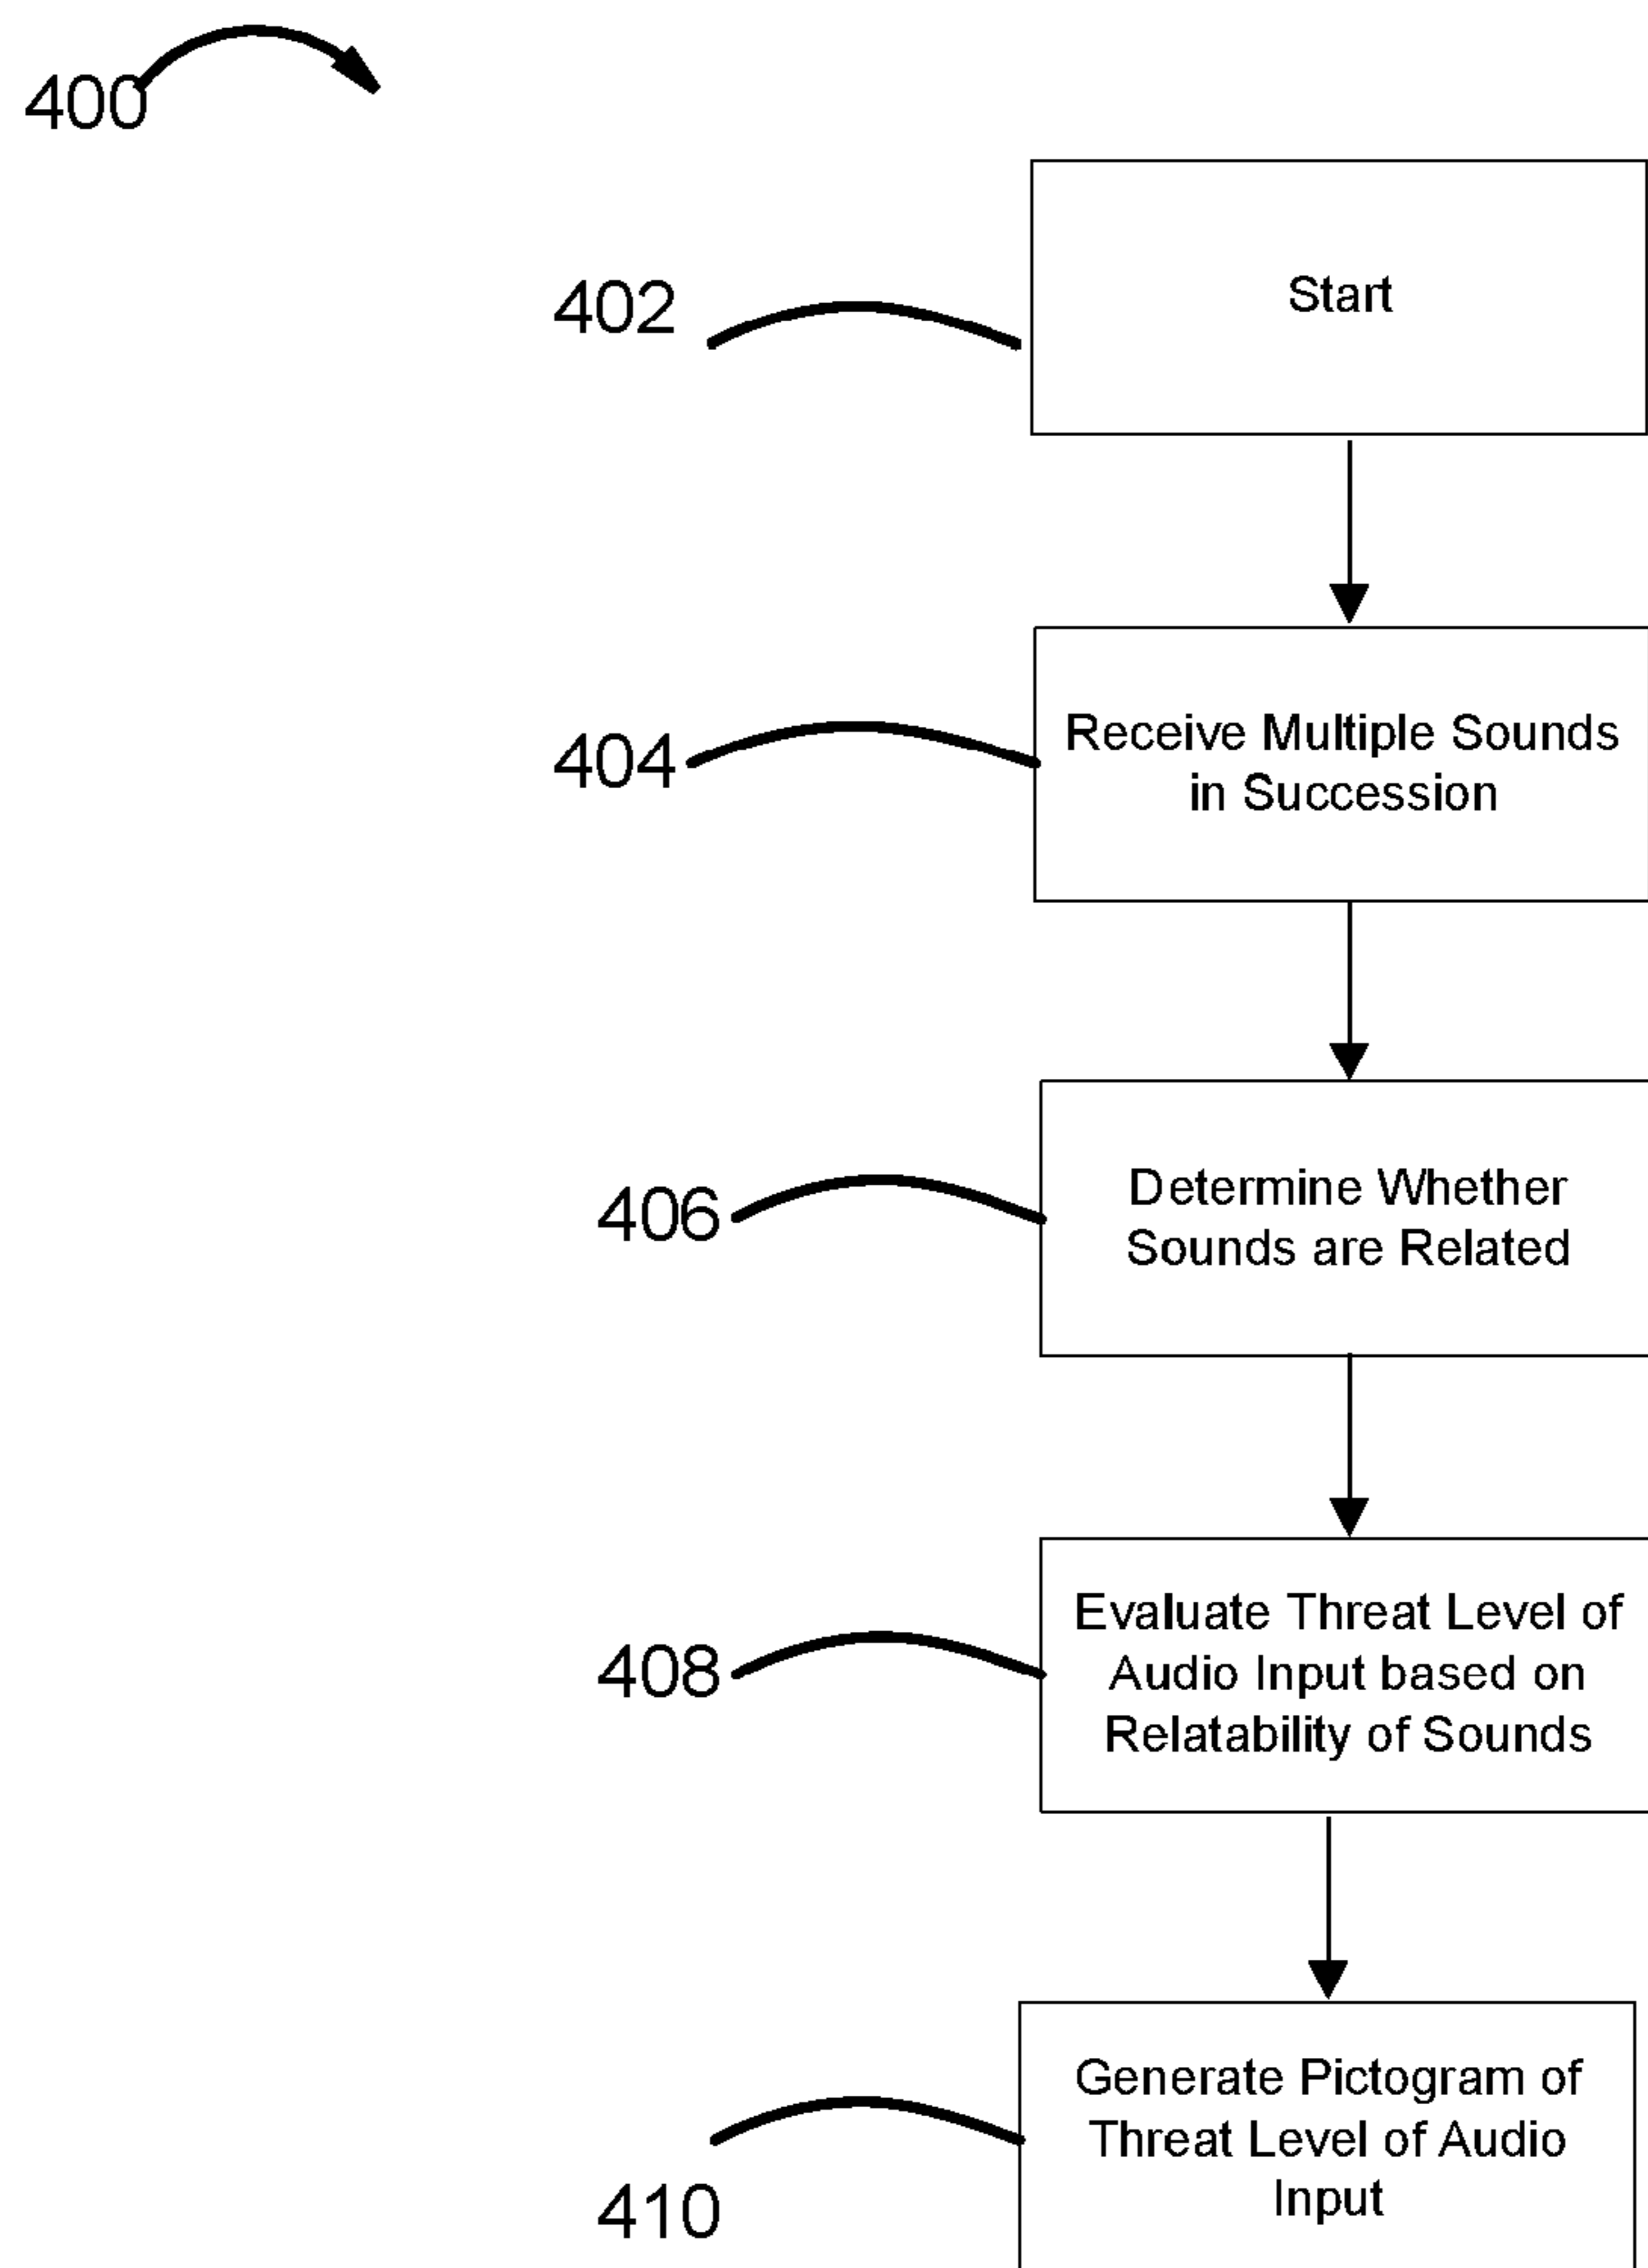 400
402
Start
404
Receive Multiple Sounds
in Succession
406
Determine Whether
Sounds are Related
408
Evaluate Threat Level of
Audio Input based on
Relatability of Sounds
410
Generate Pictogram of
Threat Level of Audio
Input